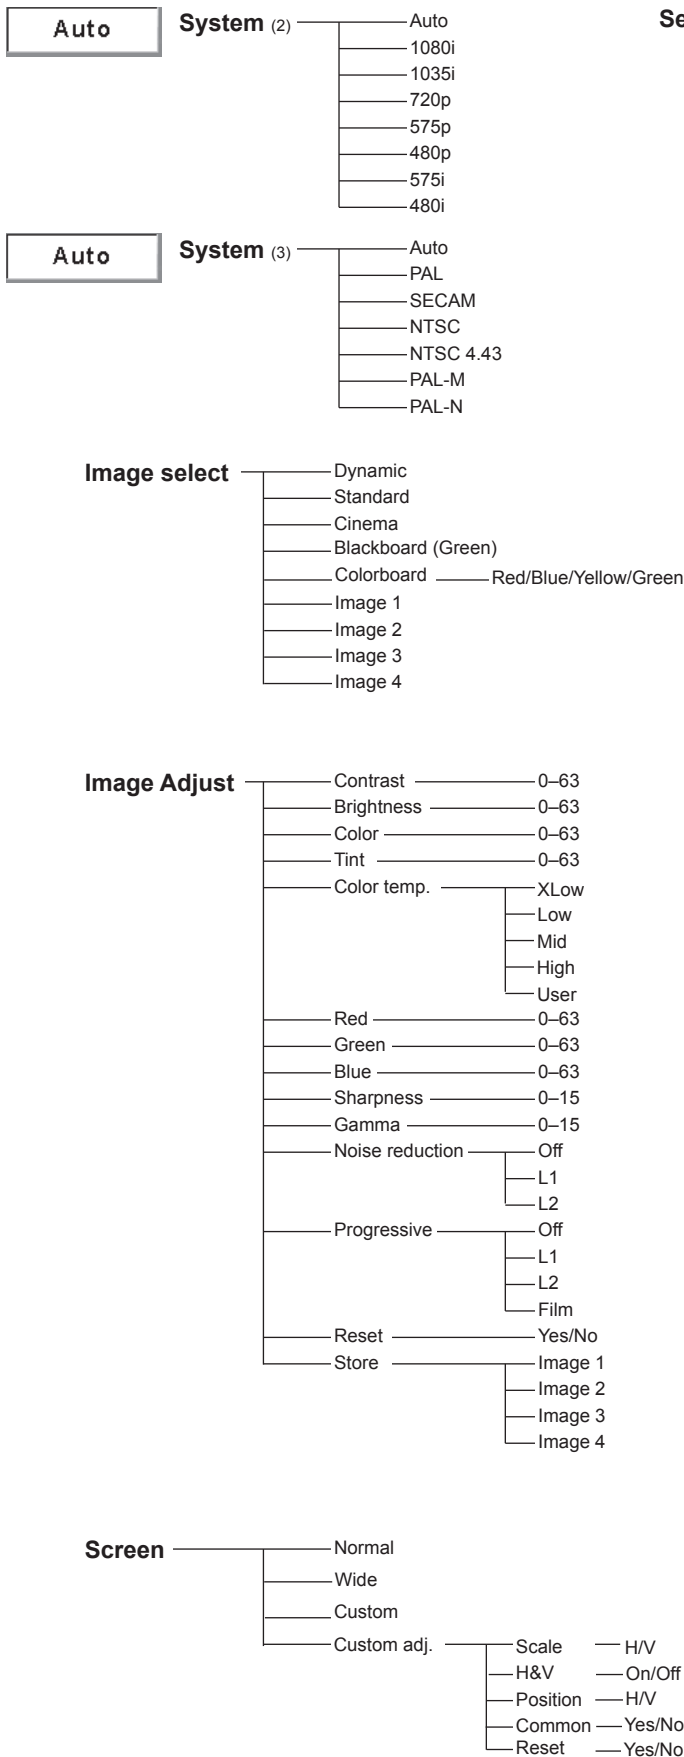 Auto System (2) Auto Se
1080i
1035i
720p
575p
480p
575i
480i
Auto System (3) Auto
PAL
SECAM
NTSC
NTSC 4.43
PAL-M
PAL-N
Image select Dynamic
Standard
Cinema
Blackboard (Green)
Colorboard Red/Blue/Yellow/Green
Image 1
Image 2
Image 3
Image 4
Image Adjust Contrast 0–63
Brightness 0–63
Color 0–63
Tint 0–63
Color temp. XLow
Low
Mid
High
User
Red 0–63
Green 0–63
Blue 0–63
Sharpness 0–15
Gamma 0–15
Noise reduction Off
L1
L2
Progressive Off
L1
L2
Film
Reset Yes/No
Store Image 1
Image 2
Image 3
Image 4
Screen Normal
Wide
Custom
Custom adj. Scale H/V
H&V On/Off
Position H/V
Common Yes/No
Reset Yes/No